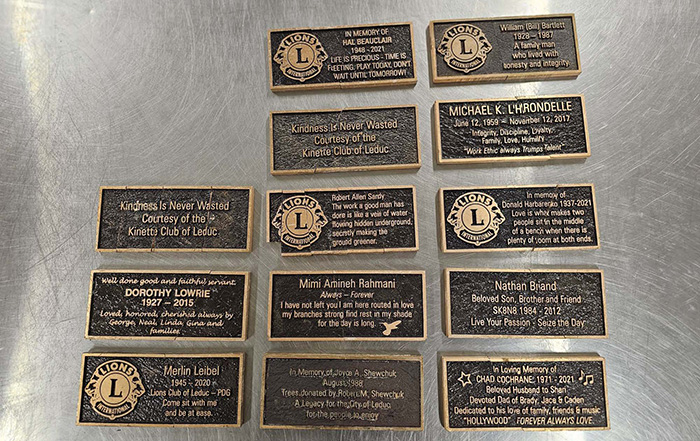 LIONS
L
INTERNATIONAL
IN MEMORY OF
HAL BEAUCLAIR
1948 - 2021
LIFE IS PRECIOUS - TIME IS
FLEETING. PLAY TODAY, DON'T
WAIT UNTIL TOMORROW!
LIONS
L
INTERNATIONAL
William (Bill) Bartlett
1928 - 1987
A family man
who lived with
honesty and integrity
Kindness Is Never Wasted
Courtesy of the
Kinette Club of Leduc
MICHAEL K. L'HIRONDELLE
June 12, 1959 — November 12, 2017
Integrity, Discipline, Loyalty,
Family, Love, Humility
"Work Ethic always Trumps Talent"
Kindness Is Never Wasted
Courtesy of the
Kinette Club of Leduc
LIONS
L
INTERNATIONAL
Robert Allen Sandy
The work a good man has
done is like a vein of water
flowing hidden underground,
secretly making the
ground greener.
LIONS
L
INTERNATIONAL
In memory of
Donald Harbarenko 1937-2021
Love is what makes two
people sit in the middle
of a bench when there is
plenty of room at both ends.
Well done good and faithful servant.
DOROTHY LOWRIE
1927 – 2015
Loved, honored, cherished always by
George, Neal, Linda, Gina and
families.
Mimi Amineh Rahmani
Always – Forever
I have not left you I am here rooted in love
my branches strong find rest in my shade
for the day is long.
Nathan Briand
Beloved Son, Brother and Friend
SK8N8 1984 - 2012
Live Your Passion - Seize the Day
LIONS
L
INTERNATIONAL
Merlin Leibel
1945 – 2020
Lions Club of Leduc – PDG
Come sit with me
and be at ease.
In Memory of Joyce A. Shewchuk
August 1988
Trees donated by Robert M. Shewchuk
A Legacy for the City of Leduc
for the people to enjoy
In Loving Memory of
CHAD COCHRANE 1971 - 2021
Beloved Husband to Sheri
Devoted Dad of Brady, Jace & Caden
Dedicated to his love of family, friends & music
"HOLLYWOOD" FOREVER ALWAYS LOVE.